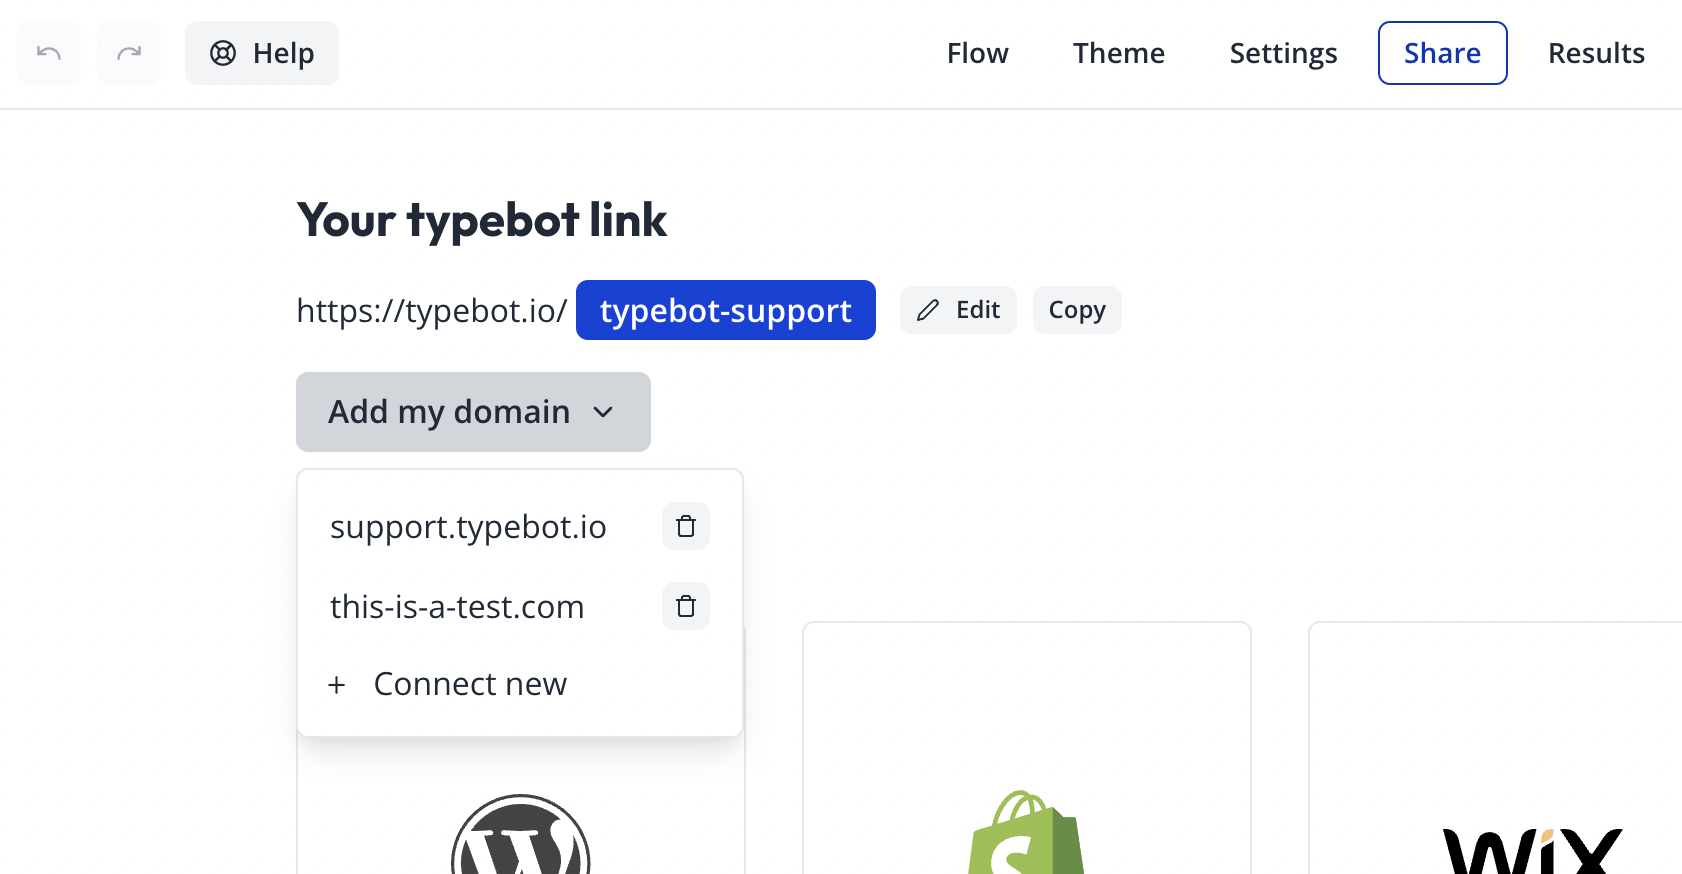 Help
Flow
Theme
Settings
Share
Results
Your typebot link
https://typebot.io/ typebot-support
Edit
Copy
Add my domain
support.typebot.io
this-is-a-test.com
+ Connect new
W
S
WiX